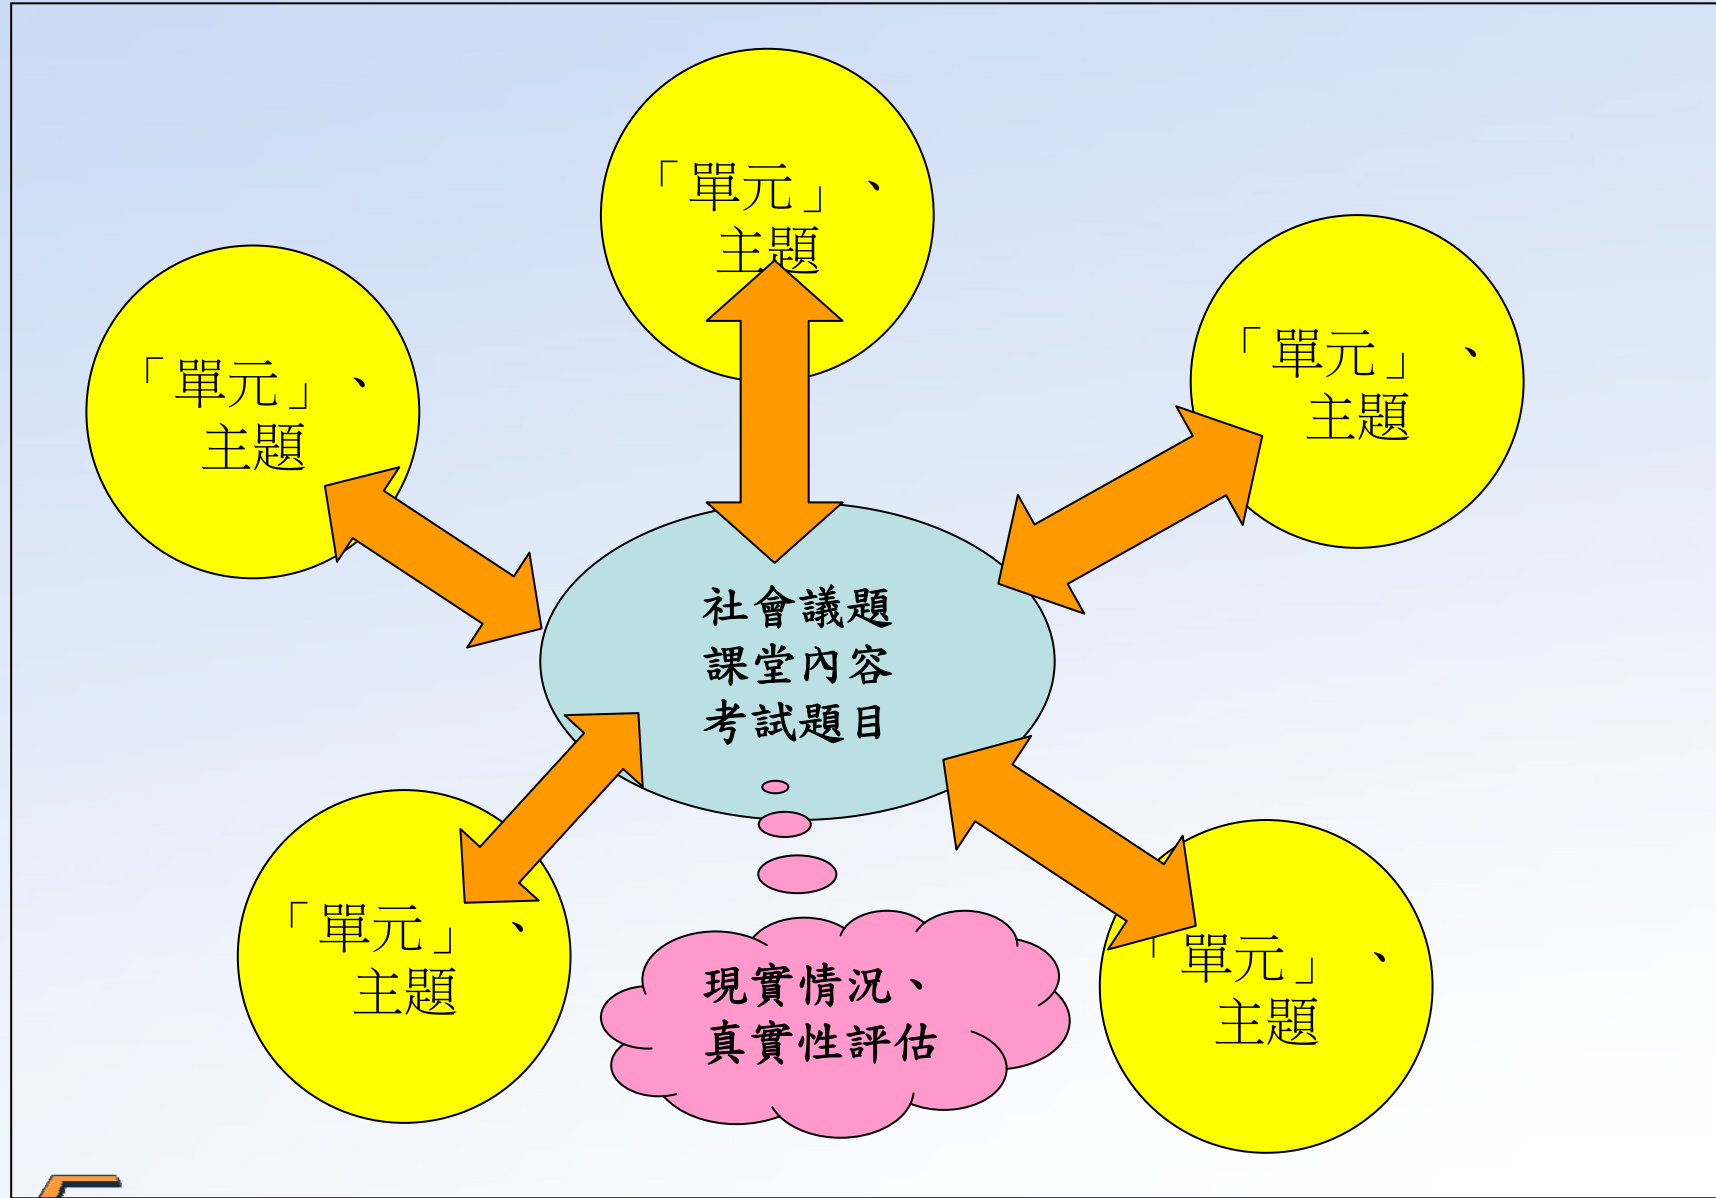 「單元」、
主題
「單元」、
主題
「單元」、
主題
社會議題
課堂內容
考試題目
「單元」、
主題
「單元」、
主題
現實情況、
真實性評估